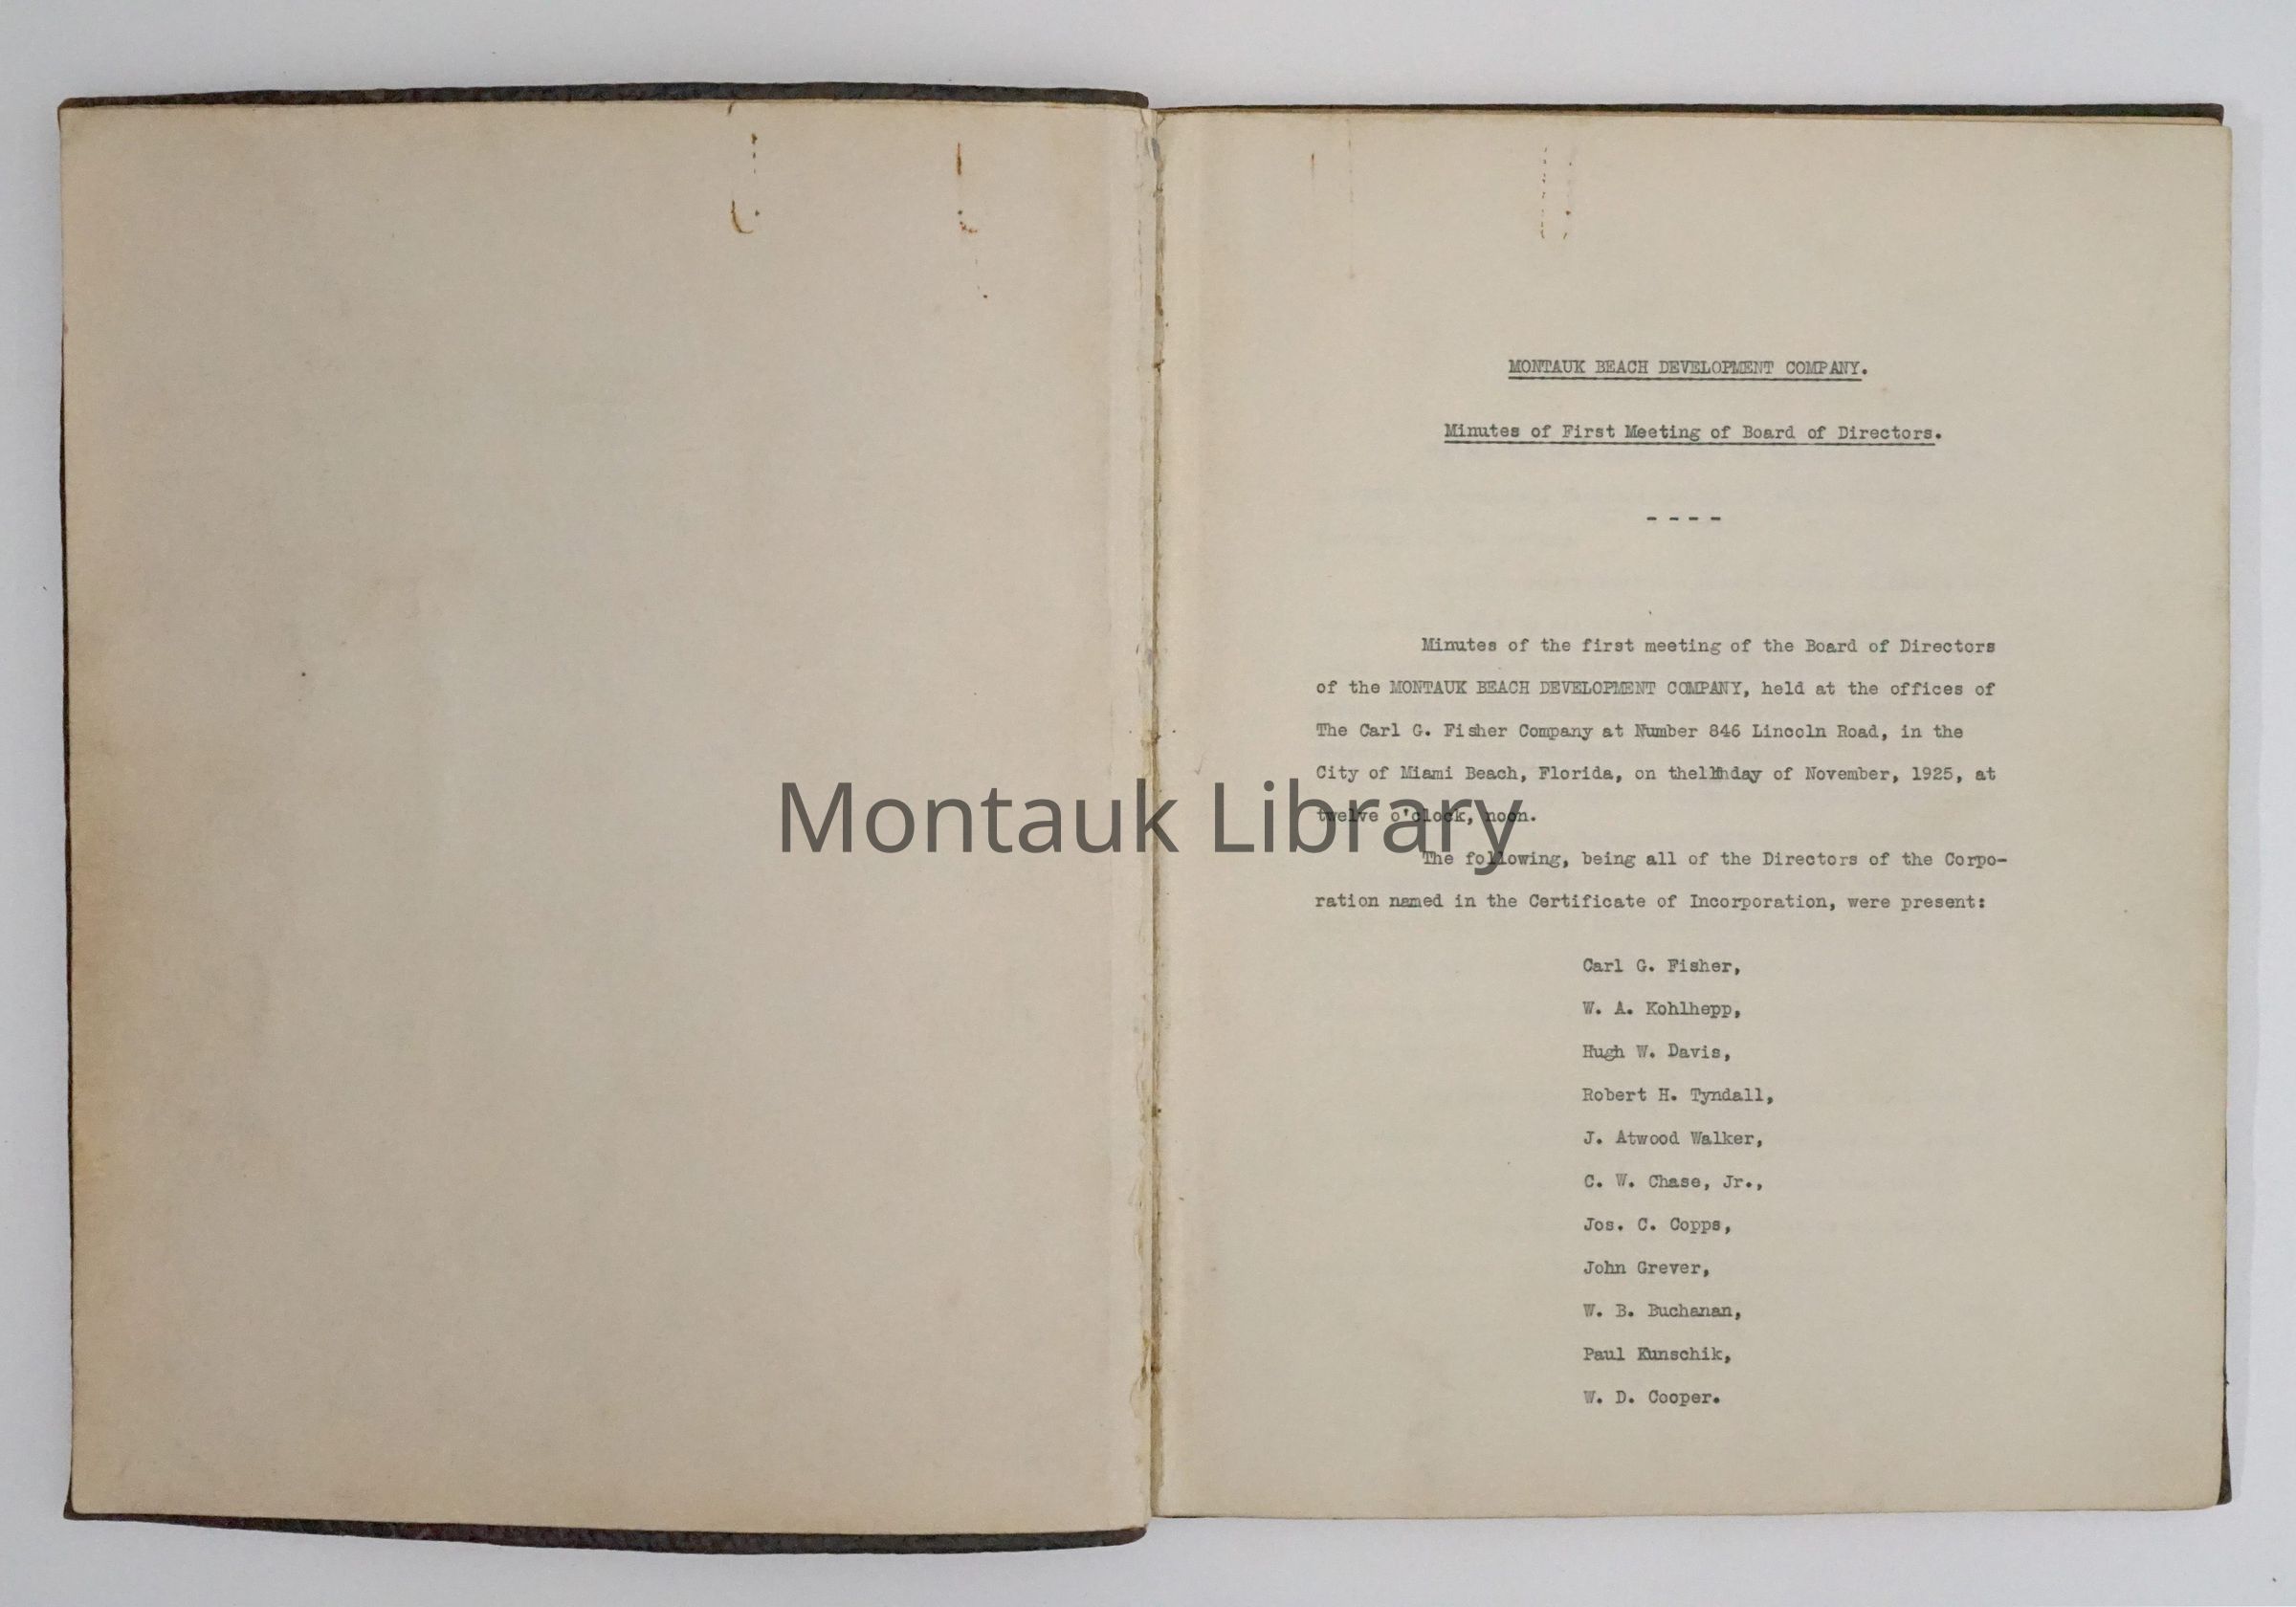 MONTAUK BEACH DEVELOPMENT COMPANY.
Minutes of First Meeting of Board of Directors.
- - - -
Minutes of the first meeting of the Board of Directors
of the MONTAUK BEACH DEVELOPMENT COMPANY, held at the offices of
The Carl G. Fisher Company at Number 846 Lincoln Road, in the
City of Miami Beach, Florida, on the day of November, 1925, at
twelve o'clock, noon.
Montauk Library
The following, being all of the Directors of the Corpo-
ration named in the Certificate of Incorporation, were present:
Carl G. Fisher,
W. A. Kohlhepp,
Hugh W. Davis,
Robert H. Tyndall,
J. Atwood Walker,
C. W. Chase, Jr.,
Jos. C. Copps,
John Grever,
W. B. Buchanan,
Paul Kunschik,
W. D. Cooper.